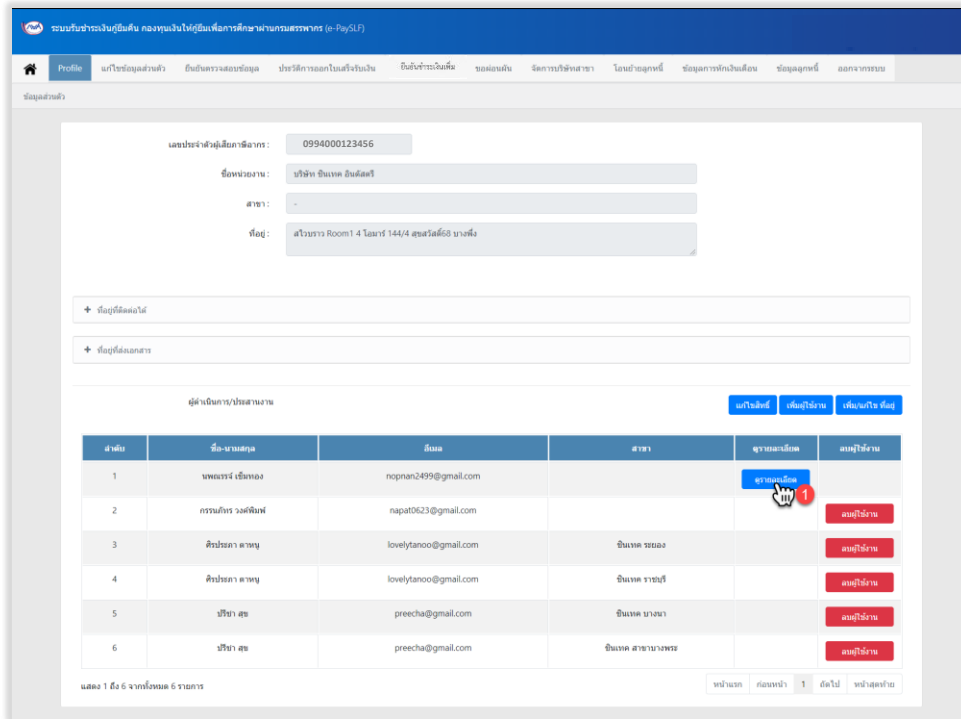 ระบบรับชำระเงินกู้ยืมคืน กองทุนเงินให้กู้ยืมเพื่อการศึกษาผ่านกรมสรรพากร (e-PaySLF)
Profile แก้ไขข้อมูลส่วนตัว ยืนยันตรวจสอบข้อมูล ประวัติการออกใบเสร็จรับเงิน ยืนยันชำระเงินเพิ่ม ขอผ่อนผัน จัดการบริษัทสาขา โอนย้ายลูกหนี้ ข้อมูลการหักเงินเดือน ข้อมูลลูกหนี้ ออกจากระบบ
ข้อมูลส่วนตัว
เลขประจำตัวผู้เสียภาษีอากร : 0994000123456
ชื่อหน่วยงาน : บริษัท ชินเทค อินดัสตรี
สาขา : -
ที่อยู่ : สไวบราว Room1 4 โอมาร์ 144/4 สุขสวัสดิ์68 บางพึ่ง
+ ที่อยู่ที่ติดต่อได้
+ ที่อยู่ที่ส่งเอกสาร
ผู้ดำเนินการ/ประสานงาน แก้ไขสิทธิ์ เพิ่มผู้ใช้งาน เพิ่ม/แก้ไข ที่อยู่
ลำดับ ชื่อ-นามสกุล อีเมล สาขา ดูรายละเอียด ลบผู้ใช้งาน
1 นพณรรจ์ เข็มทอง nopnan2499@gmail.com ดูรายละเอียด 1
2 กรรนภัทร วงศ์พิมพ์ napat0623@gmail.com ลบผู้ใช้งาน
3 ศิรประภา ตาหนู lovelytanoo@gmail.com ชินเทค ระยอง ลบผู้ใช้งาน
4 ศิรประภา ตาหนู lovelytanoo@gmail.com ชินเทค ราชบุรี ลบผู้ใช้งาน
5 ปรีชา สุข preecha@gmail.com ชินเทค บางนา ลบผู้ใช้งาน
6 ปรีชา สุข preecha@gmail.com ชินเทค สาขาบางพระ ลบผู้ใช้งาน
แสดง 1 ถึง 6 จากทั้งหมด 6 รายการ หน้าแรก ก่อนหน้า 1 ถัดไป หน้าสุดท้าย